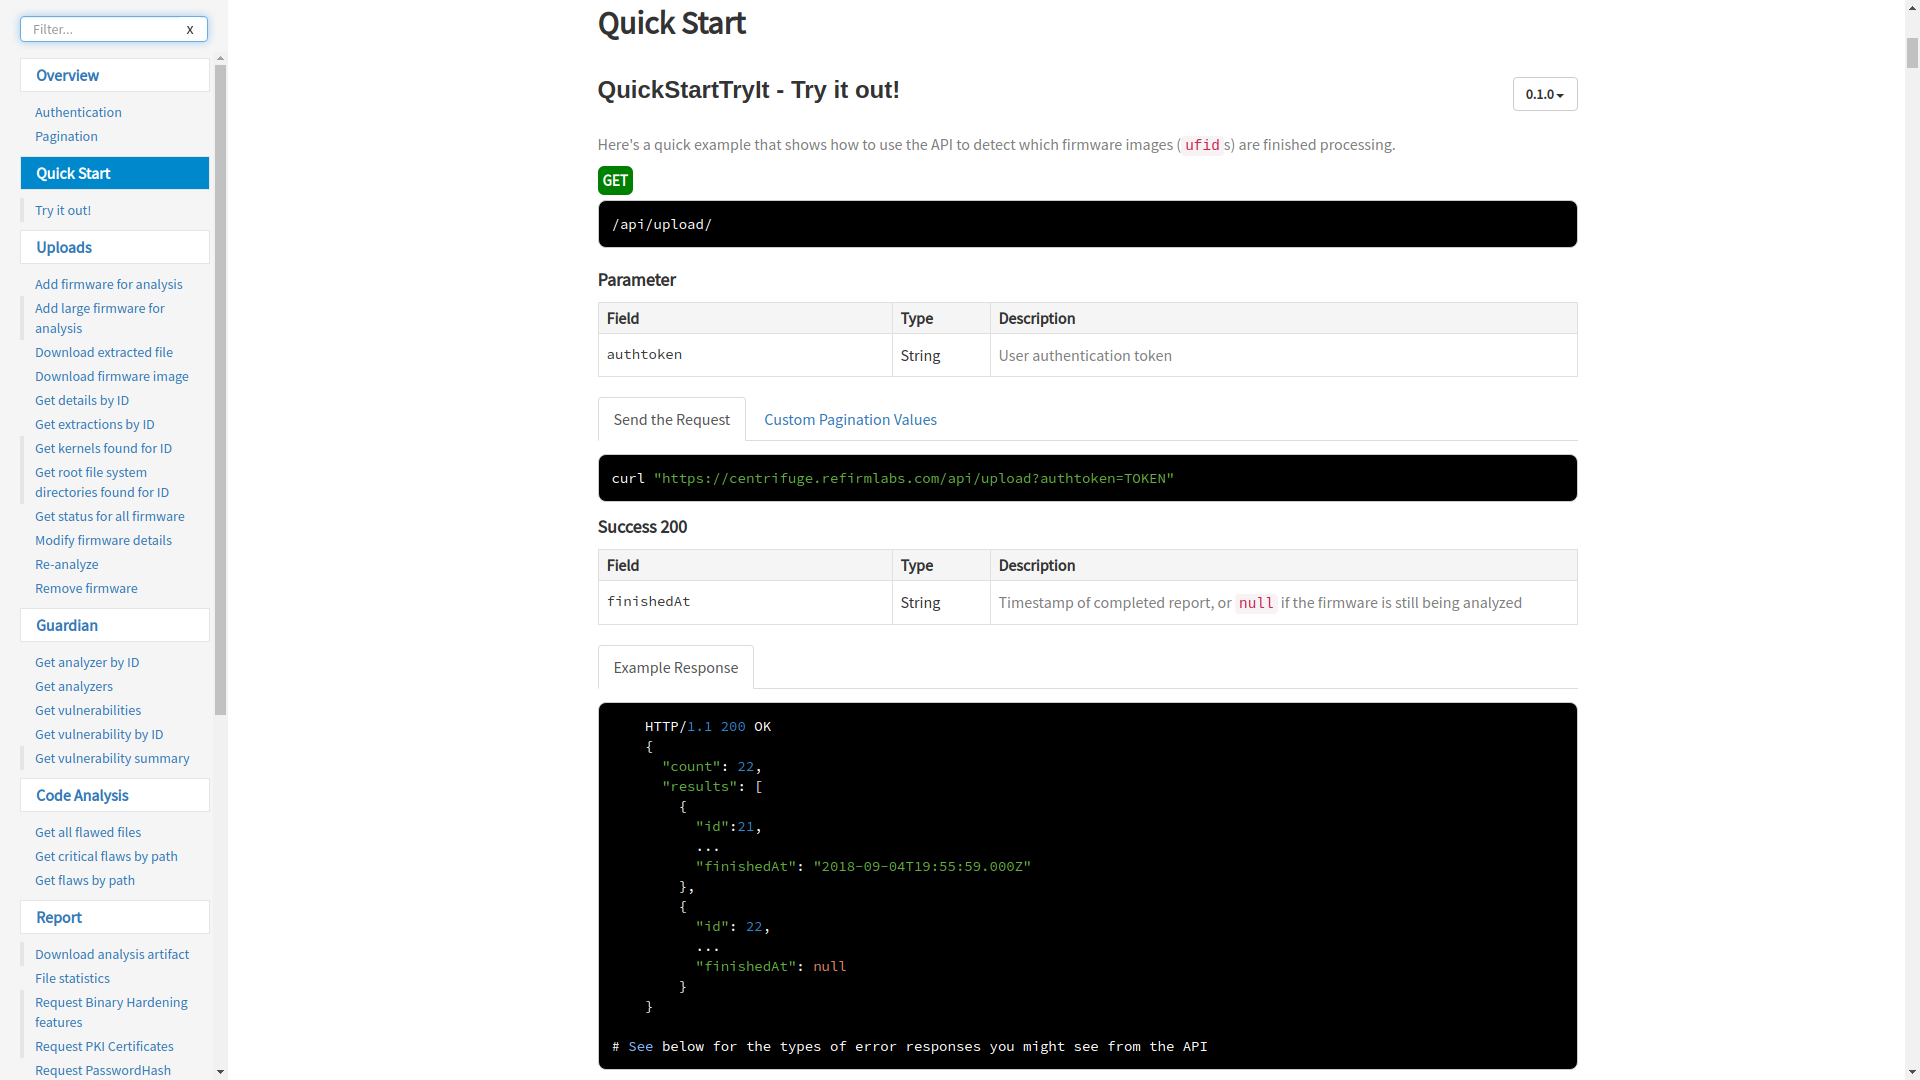 Filter...
x
Overview
Authentication
Pagination
Quick Start
Try it out!
Uploads
Add firmware for analysis
Add large firmware for
analysis
Download extracted file
Download firmware image
Get details by ID
Get extractions by ID
Get kernels found for ID
Get root file system
directories found for ID
Get status for all firmware
Modify firmware details
Re-analyze
Remove firmware
Guardian
Get analyzer by ID
Get analyzers
Get vulnerabilities
Get vulnerability by ID
Get vulnerability summary
Code Analysis
Get all flawed files
Get critical flaws by path
Get flaws by path
Report
Download analysis artifact
File statistics
Request Binary Hardening
features
Request PKI Certificates
Request PasswordHash
Quick Start
QuickStartTryIt - Try it out!
0.1.0
Here's a quick example that shows how to use the API to detect which firmware images (ufids) are finished processing.
GET
/api/upload/
Parameter
Field Type Description
authtoken String User authentication token
Send the Request Custom Pagination Values
curl "https://centrifuge.refirmlabs.com/api/upload?authtoken=TOKEN"
Success 200
Field Type Description
finishedAt String Timestamp of completed report, or null if the firmware is still being analyzed
Example Response
HTTP/1.1 200 OK
{
"count": 22,
"results": [
{
"id":21,
...
"finishedAt": "2018-09-04T19:55:59.000Z"
},
{
"id": 22,
...
"finishedAt": null
}
}
# See below for the types of error responses you might see from the API